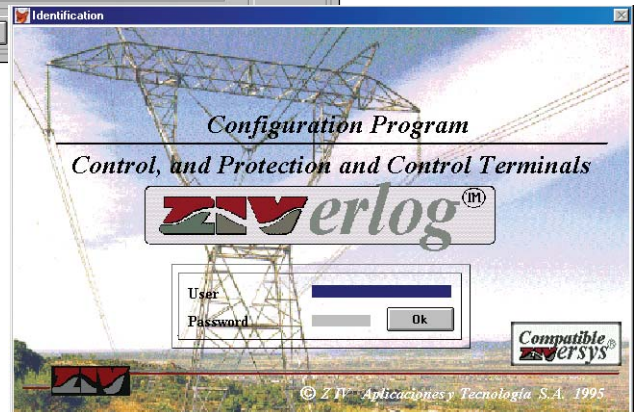 Identification
Configuration Program
Control, and Protection and Control Terminals
ZIVerlog (TM)
User
Password
Ok
Compatible
ZIVersys®
ZIV
© ZIV Aplicaciones y Tecnología S.A. 1995